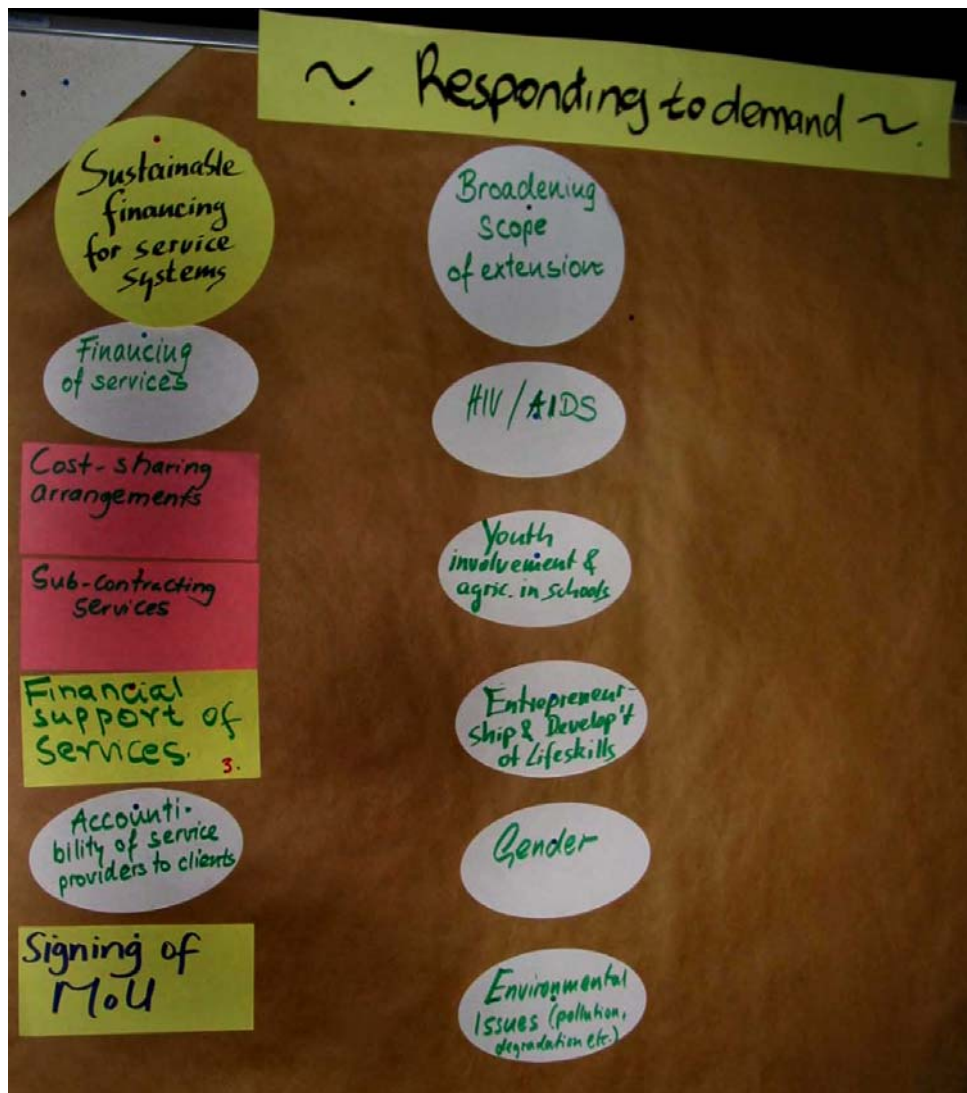 ~ Responding to demand ~
Sustainable
financing
for service
systems
Financing
of services
Cost-sharing
arrangements
Sub-contracting
services
Financial
support of
services.
3.
Accounti-
bility of service
providers to clients
Signing of
MoU
Broadening
scope
of extension
HIV/AIDS
Youth
involvement &
agric. in schools
Entrepreneur-
ship & Develop't
of Lifeskills
Gender
Environmental
Issues (pollution,
degradation etc.)